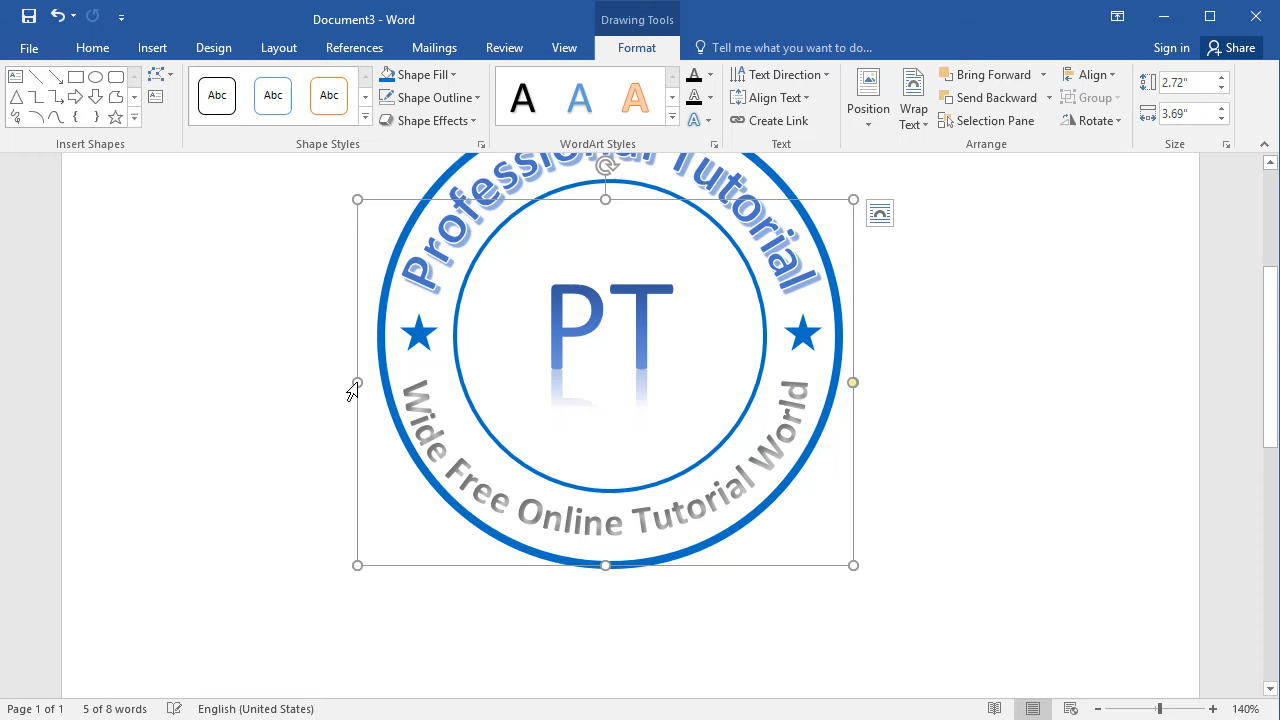 Document3 - Word
Drawing Tools
File
Home
Insert
Design
Layout
References
Mailings
Review
View
Format
Tell me what you want to do...
Sign in
Share
Abc
Abc
Abc
Shape Fill
Shape Outline
Shape Effects
A
A
A
A
A
A
Text Direction
Align Text
Create Link
Position
Wrap
Text
Bring Forward
Send Backward
Selection Pane
Align
Group
Rotate
2.72"
3.69"
Insert Shapes
Shape Styles
WordArt Styles
Text
Arrange
Size
Professional Tutorial
PT
Wide Free Online Tutorial World
Page 1 of 1
5 of 8 words
English (United States)
140%